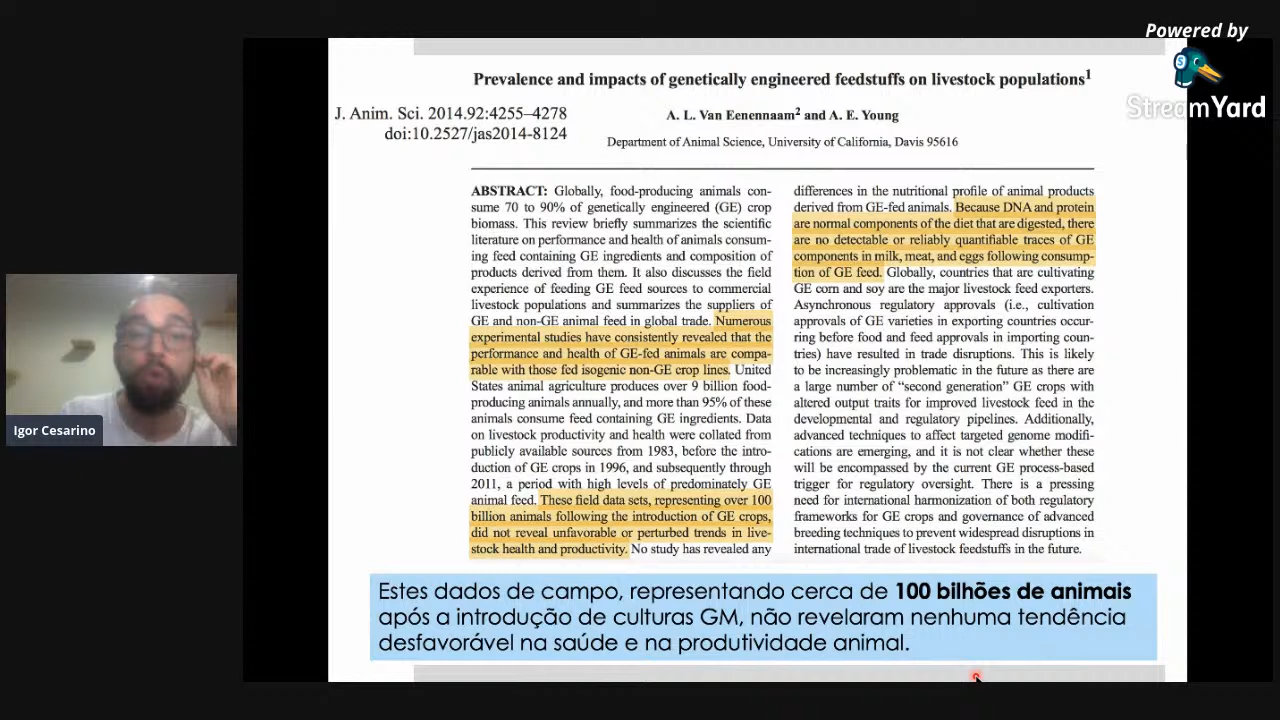 Powered by
StreamYard
Prevalence and impacts of genetically engineered feedstuffs on livestock populations¹
J. Anim. Sci. 2014.92:4255–4278
doi:10.2527/jas2014-8124
A. L. Van Eenennaam² and A. E. Young
Department of Animal Science, University of California, Davis 95616
ABSTRACT: Globally, food-producing animals con-
sume 70 to 90% of genetically engineered (GE) crop
biomass. This review briefly summarizes the scientific
literature on performance and health of animals consum-
ing feed containing GE ingredients and composition of
products derived from them. It also discusses the field
experience of feeding GE feed sources to commercial
livestock populations and summarizes the suppliers of
GE and non-GE animal feed in global trade. Numerous
experimental studies have consistently revealed that the
performance and health of GE-fed animals are compa-
rable with those fed isogenic non-GE crop lines. United
States animal agriculture produces over 9 billion food-
producing animals annually, and more than 95% of these
animals consume feed containing GE ingredients. Data
on livestock productivity and health were collated from
publicly available sources from 1983, before the intro-
duction of GE crops in 1996, and subsequently through
2011, a period with high levels of predominately GE
animal feed. These field data sets, representing over 100
billion animals following the introduction of GE crops,
did not reveal unfavorable or perturbed trends in live-
stock health and productivity. No study has revealed any
differences in the nutritional profile of animal products
derived from GE-fed animals. Because DNA and protein
are normal components of the diet that are digested, there
are no detectable or reliably quantifiable traces of GE
components in milk, meat, and eggs following consump-
tion of GE feed. Globally, countries that are cultivating
GE corn and soy are the major livestock feed exporters.
Asynchronous regulatory approvals (i.e., cultivation
approvals of GE varieties in exporting countries occur-
ring before food and feed approvals in importing coun-
tries) have resulted in trade disruptions. This is likely
to be increasingly problematic in the future as there are
a large number of “second generation” GE crops with
altered output traits for improved livestock feed in the
developmental and regulatory pipelines. Additionally,
advanced techniques to affect targeted genome modifi-
cations are emerging, and it is not clear whether these
will be encompassed by the current GE process-based
trigger for regulatory oversight. There is a pressing
need for international harmonization of both regulatory
frameworks for GE crops and governance of advanced
breeding techniques to prevent widespread disruptions in
international trade of livestock feedstuffs in the future.
Igor Cesarino
Estes dados de campo, representando cerca de 100 bilhões de animais
após a introdução de culturas GM, não revelaram nenhuma tendência
desfavorável na saúde e na produtividade animal.